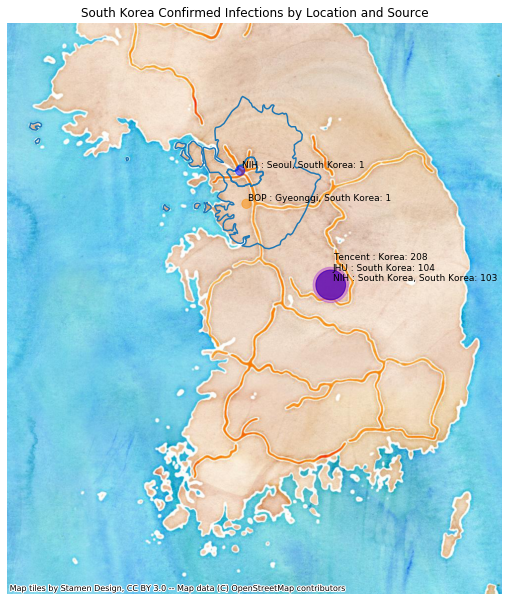 South Korea Confirmed Infections by Location and Source
NIH : Seoul, South Korea: 1
BOP : Gyeonggi, South Korea: 1
Tencent : Korea: 208
JHU : South Korea: 104
NIH : South Korea, South Korea: 103
Map tiles by Stamen Design, CC BY 3.0 -- Map data (C) OpenStreetMap contributors